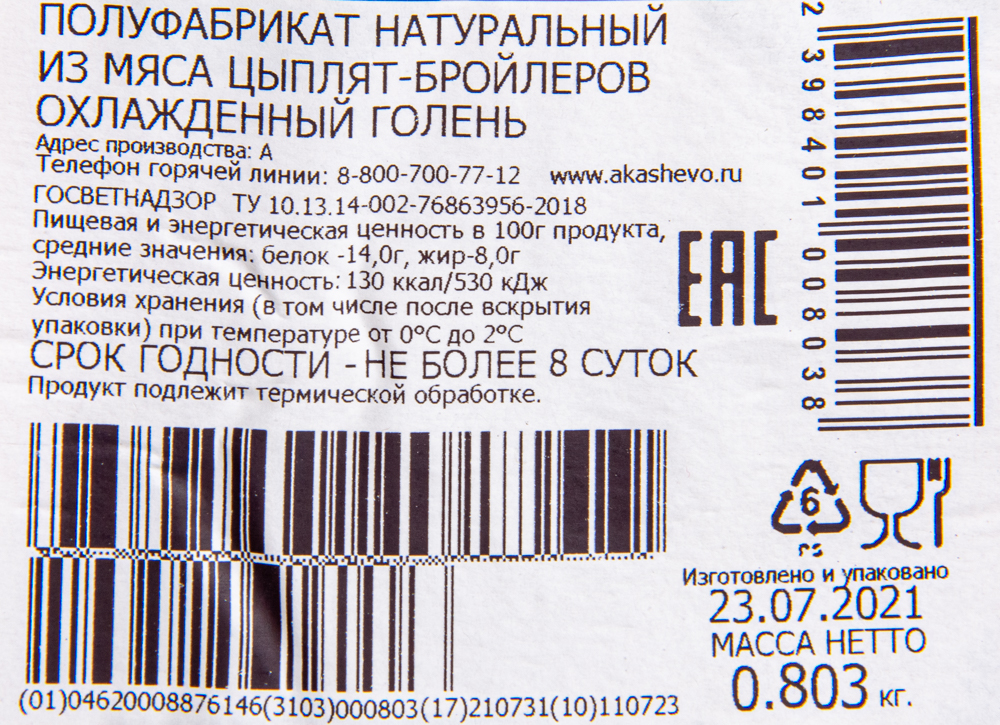 ПОЛУФАБРИКАТ НАТУРАЛЬНЫЙ
ИЗ МЯСА ЦЫПЛЯТ-БРОЙЛЕРОВ
ОХЛАЖДЕННЫЙ ГОЛЕНЬ
Адрес производства: А
Телефон горячей линии: 8-800-700-77-12 www.akashevo.ru
ГОСВЕТНАДЗОР ТУ 10.13.14-002-76863956-2018
Пищевая и энергетическая ценность в 100г продукта,
средние значения: белок -14,0г, жир-8,0г
Энергетическая ценность: 130 ккал/530 кДж
Условия хранения (в том числе после вскрытия
упаковки) при температуре от 0°С до 2°С
СРОК ГОДНОСТИ - НЕ БОЛЕЕ 8 СУТОК
Продукт подлежит термической обработке.
EAC
2398401008038
6
PS
Изготовлено и упаковано
23.07.2021
МАССА НЕТТО
0.803 кг.
(01)04620008876146(3103)000803(17)210731(10)110723